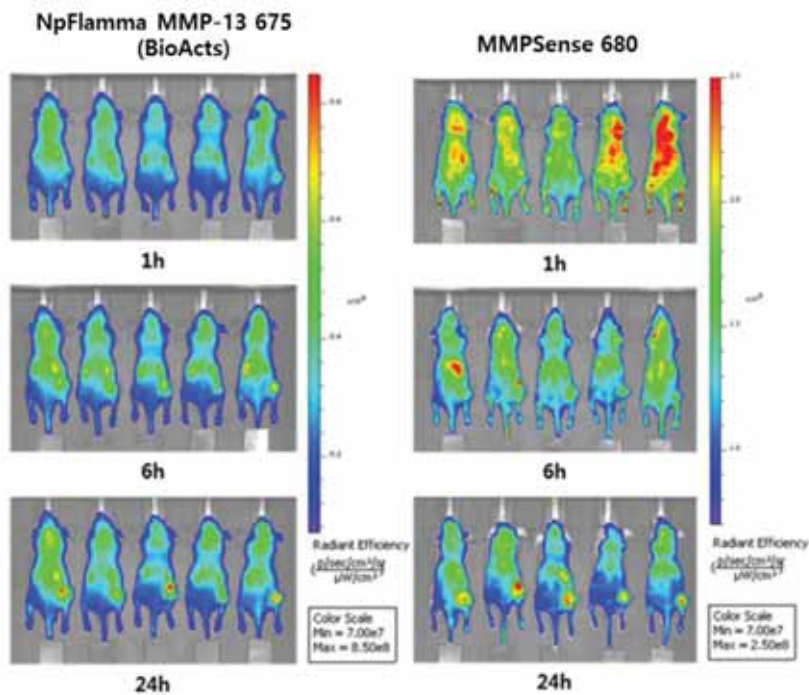 NpFlamma MMP-13 675
(BioActs)
MMPSense 680
1h
1h
6h
6h
24h
24h
Radiant Efficiency
Color Scale
Min = 7.00e7
Max = 8.50e8
Radiant Efficiency
Color Scale
Min = 7.00e7
Max = 2.50e8